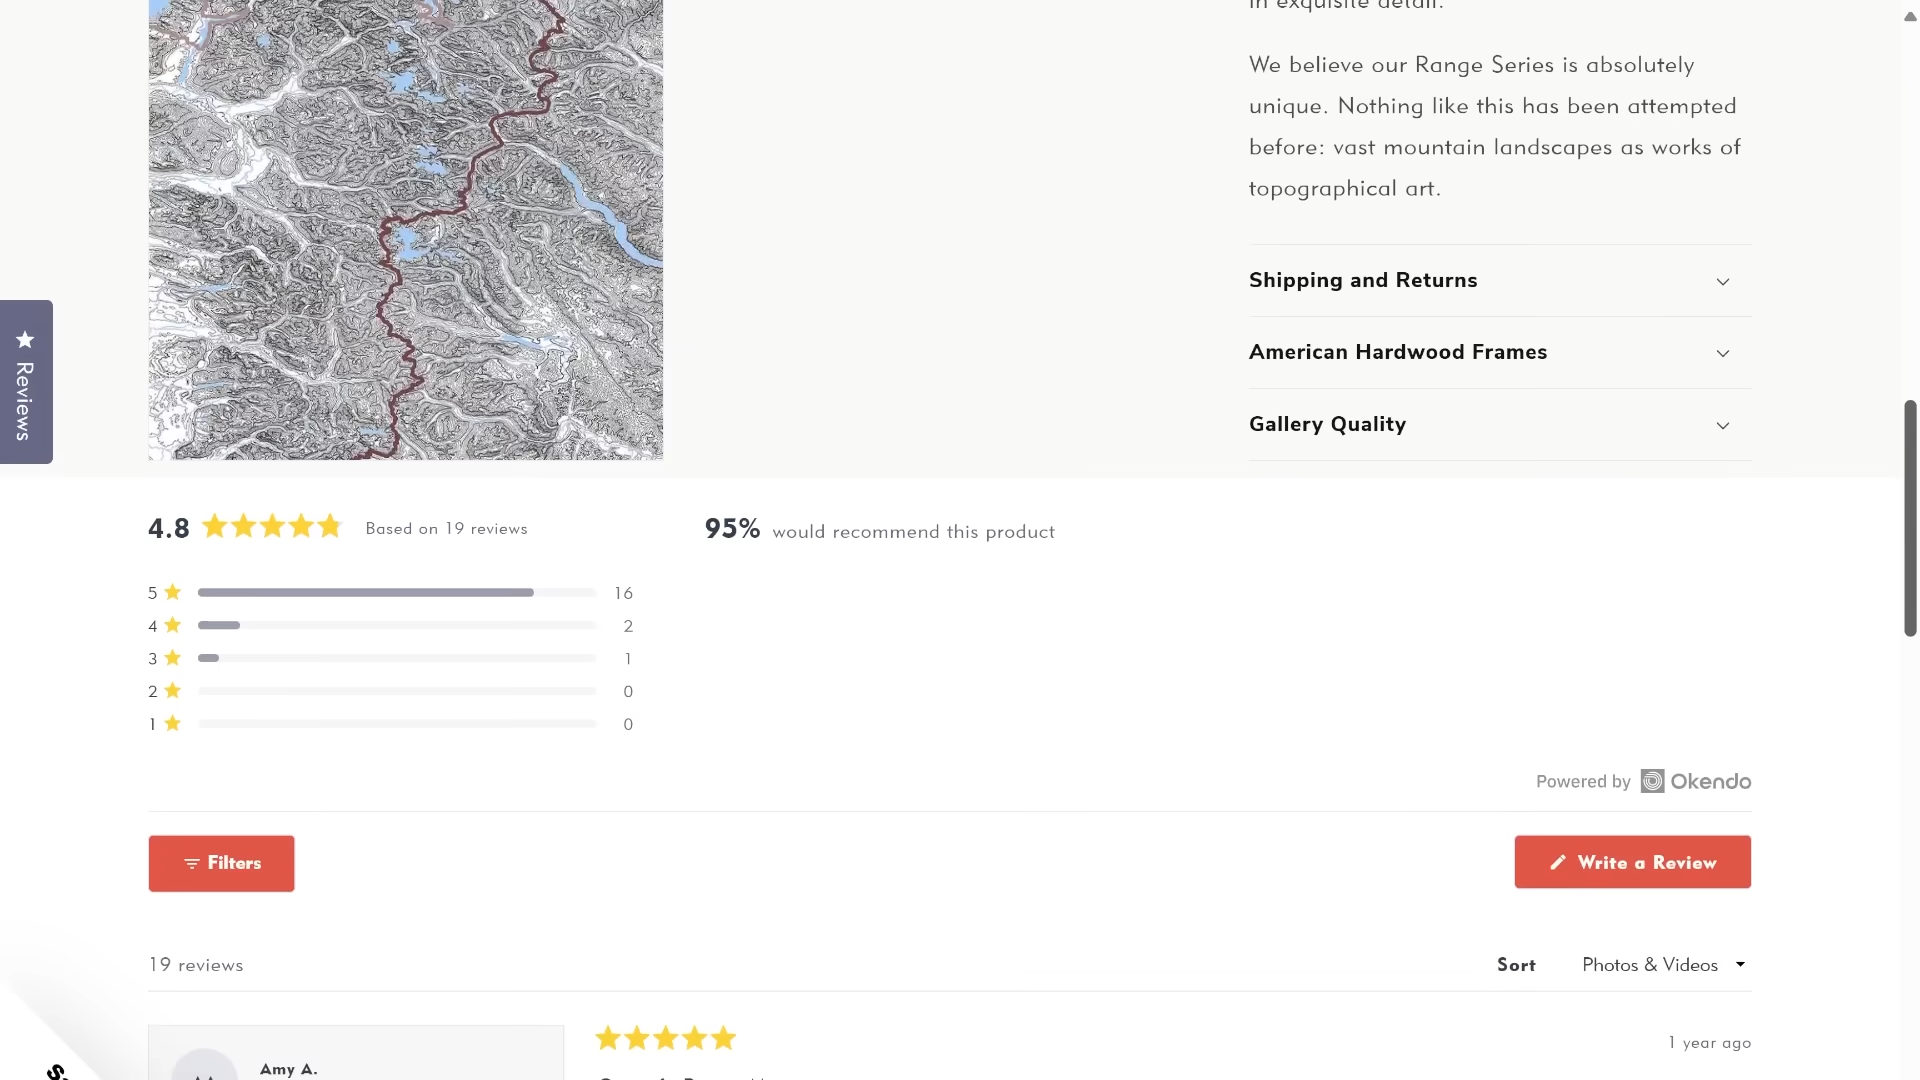 We believe our Range Series is absolutely
unique. Nothing like this has been attempted
before: vast mountain landscapes as works of
topographical art.
Shipping and Returns
American Hardwood Frames
Gallery Quality
Reviews
4.8 Based on 19 reviews
95% would recommend this product
5 16
4 2
3 1
2 0
1 0
Powered by Okendo
Filters
Write a Review
19 reviews
Sort Photos & Videos
1 year ago
Amy A.